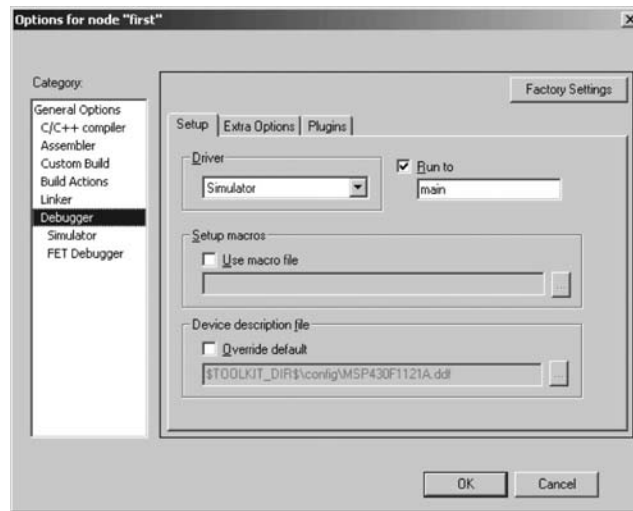 Options for node "first"
Category:
General Options
C/C++ compiler
Assembler
Custom Build
Build Actions
Linker
Debugger
Simulator
FET Debugger
Factory Settings
Setup
Extra Options
Plugins
Driver
Simulator
Run to
main
Setup macros
Use macro file
...
Device description file
Override default
$TOOLKIT_DIR$\config\MSP430F1121A.ddf
...
OK
Cancel